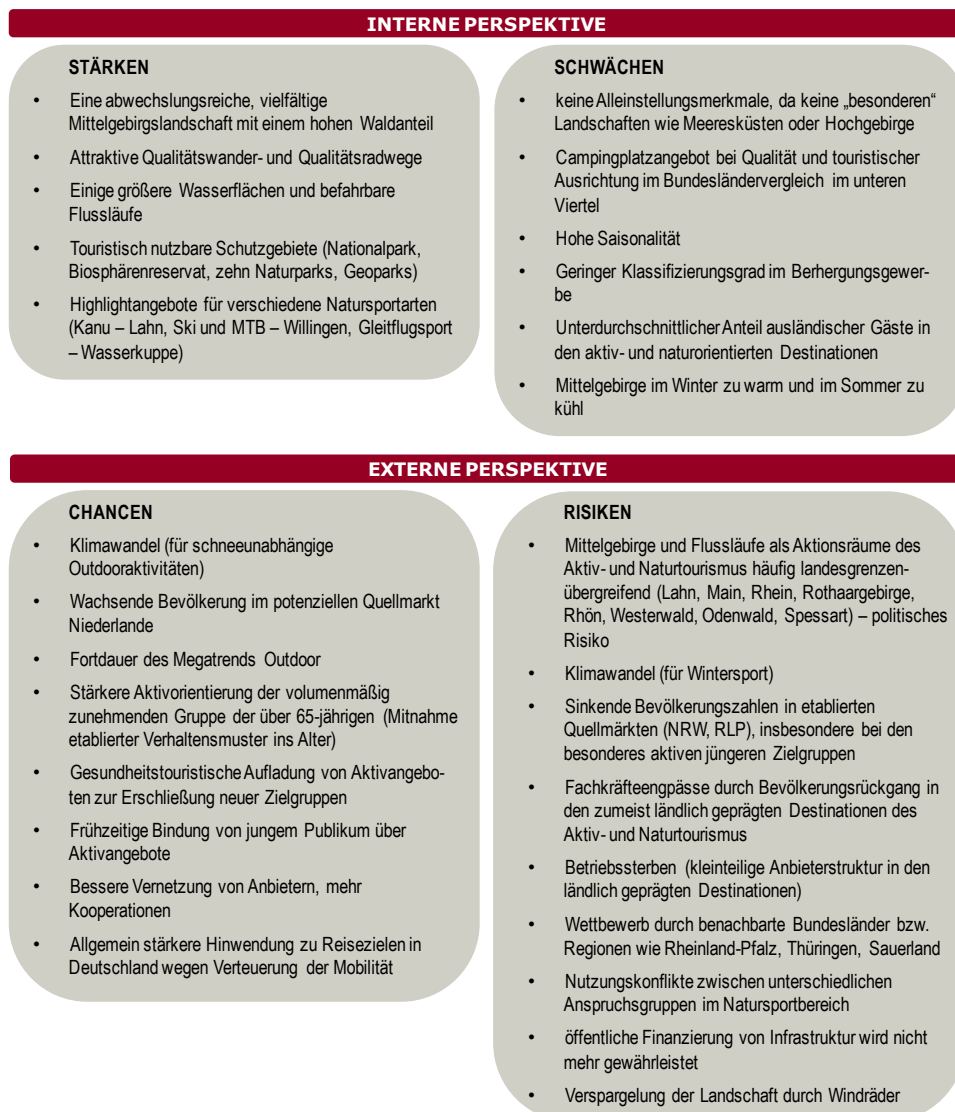 INTERNE PERSPEKTIVE
STÄRKEN
• Eine abwechslungsreiche, vielfältige
Mittelgebirgslandschaft mit einem hohen Waldanteil
• Attraktive Qualitätswander- und Qualitätsradwege
• Einige größere Wasserflächen und befahrbare
Flussläufe
• Touristisch nutzbare Schutzgebiete (Nationalpark,
Biosphärenreservat, zehn Naturparks, Geoparks)
• Highlightangebote für verschiedene Natursportarten
(Kanu – Lahn, Ski und MTB – Willingen, Gleitflugsport
– Wasserkuppe)
SCHWÄCHEN
• keine Alleinstellungsmerkmale, da keine „besonderen“
Landschaften wie Meeresküsten oder Hochgebirge
• Campingplatzangebot bei Qualität und touristischer
Ausrichtung im Bundesländervergleich im unteren
Viertel
• Hohe Saisonalität
• Geringer Klassifizierungsgrad im Berhergungsgewer-
be
• Unterdurchschnittlicher Anteil ausländischer Gäste in
den aktiv- und naturorientierten Destinationen
• Mittelgebirge im Winter zu warm und im Sommer zu
kühl
EXTERNE PERSPEKTIVE
CHANCEN
• Klimawandel (für schneeunabhängige
Outdooraktivitäten)
• Wachsende Bevölkerung im potenziellen Quellmarkt
Niederlande
• Fortdauer des Megatrends Outdoor
• Stärkere Aktivorientierung der volumenmäßig
zunehmenden Gruppe der über 65-jährigen (Mitnahme
etablierter Verhaltensmuster ins Alter)
• Gesundheitstouristische Aufladung von Aktivangebo-
ten zur Erschließung neuer Zielgruppen
• Frühzeitige Bindung von jungem Publikum über
Aktivangebote
• Bessere Vernetzung von Anbietern, mehr
Kooperationen
• Allgemein stärkere Hinwendung zu Reisezielen in
Deutschland wegen Verteuerung der Mobilität
RISIKEN
• Mittelgebirge und Flussläufe als Aktionsräume des
Aktiv- und Naturtourismus häufig landesgrenzen-
übergreifend (Lahn, Main, Rhein, Rothaargebirge,
Rhön, Westerwald, Odenwald, Spessart) – politisches
Risiko
• Klimawandel (für Wintersport)
• Sinkende Bevölkerungszahlen in etablierten
Quellmärkten (NRW, RLP), insbesondere bei den
besonderes aktiven jüngeren Zielgruppen
• Fachkräfteengpässe durch Bevölkerungsrückgang in
den zumeist ländlich geprägten Destinationen des
Aktiv- und Naturtourismus
• Betriebssterben (kleinteilige Anbieterstruktur in den
ländlich geprägten Destinationen)
• Wettbewerb durch benachbarte Bundesländer bzw.
Regionen wie Rheinland-Pfalz, Thüringen, Sauerland
• Nutzungskonflikte zwischen unterschiedlichen
Anspruchsgruppen im Natursportbereich
• öffentliche Finanzierung von Infrastruktur wird nicht
mehr gewährleistet
• Verspargelung der Landschaft durch Windräder